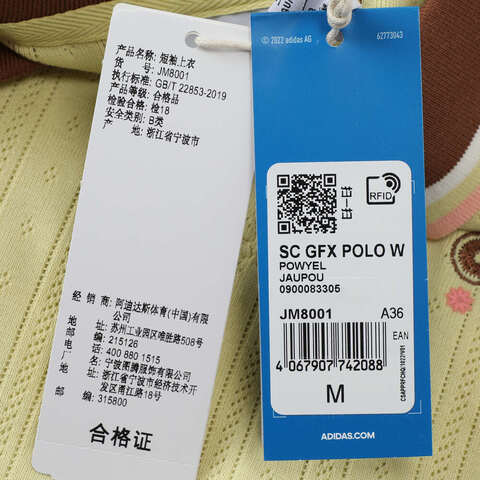 产品名称: 短袖上衣
货 号: JM8001
执行标准: GB/T 22853-2019
产品等级: 合格品
检验合格: 检18
安全类别: B类
产 地: 浙江省宁波市
经 销 商: 阿迪达斯体育(中国)有限公司
地 址: 苏州工业园区唯胜路508号
邮 编: 215126
电 话: 400 880 1515
制 造 商: 宁波图腾服饰有限公司
地 址: 浙江省宁波市经济技术开发区甬江路18号
邮 编: 315800
合格证
© 2022 adidas AG
62773043
RFID
SC GFX POLO W
POWYEL
JAUPOU
0900083305
JM8001 A36
EAN
4 067907 742088
M
ADIDAS.COM